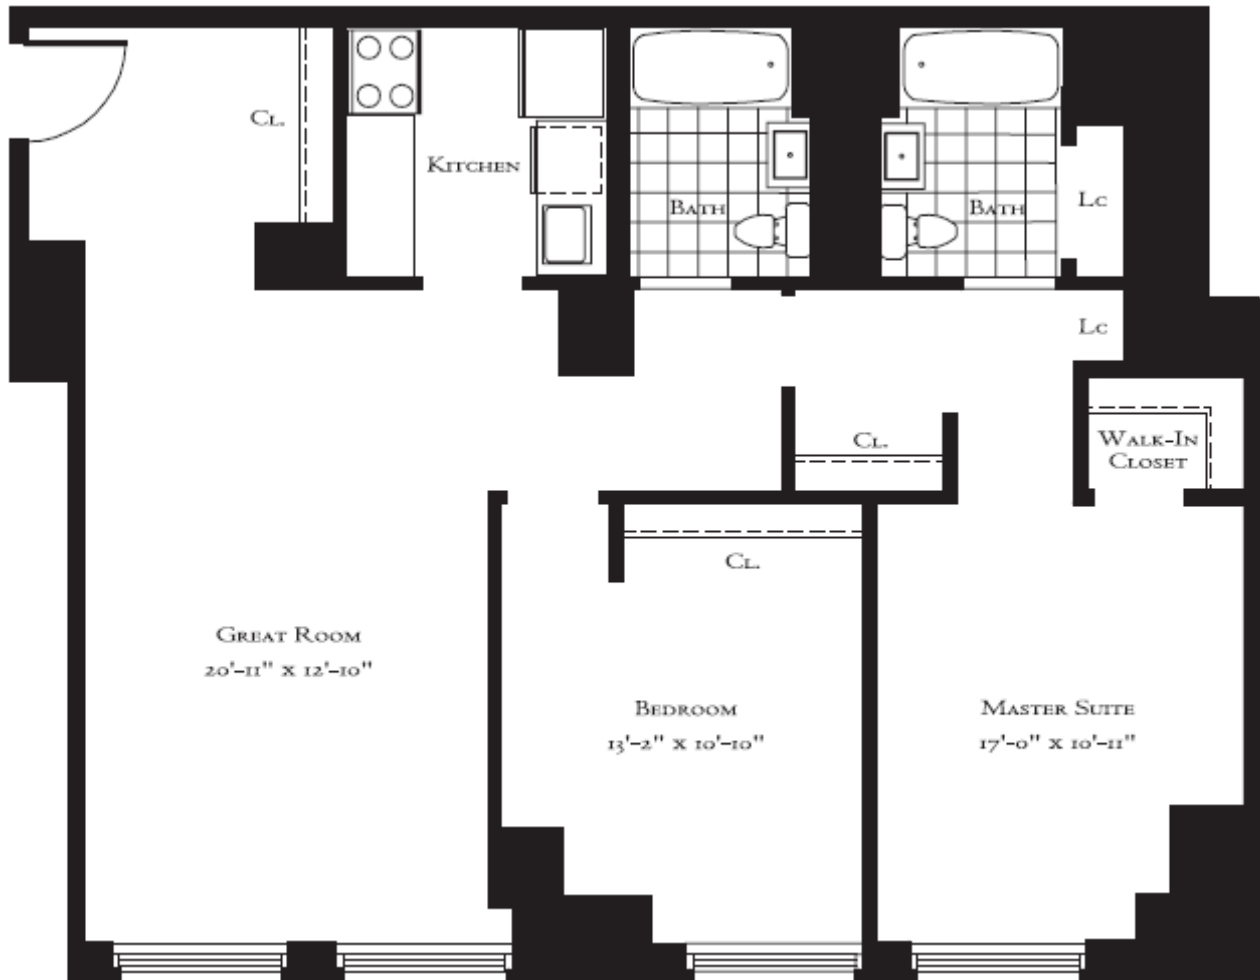 Cl.
Kitchen
Bath
Bath
Lc
Lc
Cl.
Walk-In
Closet
Cl.
Great Room
20'-11" x 12'-10"
Bedroom
13'-2" x 10'-10"
Master Suite
17'-0" x 10'-11"